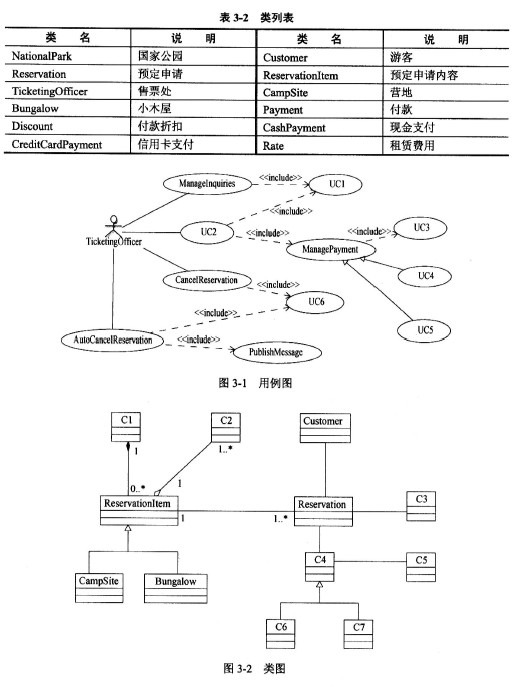 表 3-2 类列表
类 名 说 明 类 名 说 明
NationalPark 国家公园 Customer 游客
Reservation 预定申请 ReservationItem 预定申请内容
TicketingOfficer 售票处 CampSite 营地
Bungalow 小木屋 Payment 付款
Discount 付款折扣 CashPayment 现金支付
CreditCardPayment 信用卡支付 Rate 租赁费用
ManageInquiries
<<include>>
UC1
<<include>>
TicketingOfficer
UC2
<<include>>
ManagePayment
<<include>>
UC3
UC4
CancelReservation
<<include>>
UC6
<<include>>
UC5
AutoCancelReservation
<<include>>
PublishMessage
图 3-1 用例图
C1
C2
Customer
1
1..*
0..*
1
ReservationItem
1
1..*
Reservation
C3
C4
C5
CampSite
Bungalow
C6
C7
图 3-2 类图